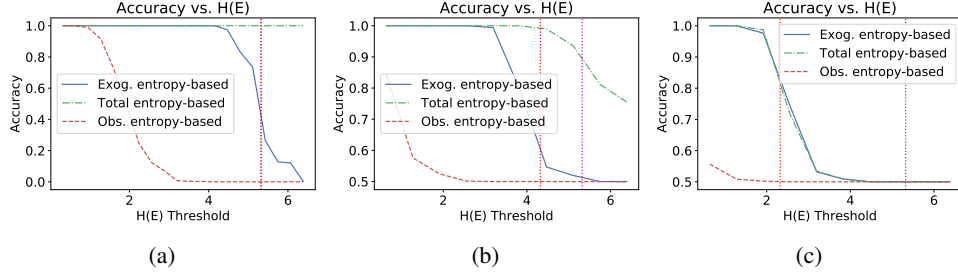 Accuracy vs. H(E)
1.0
0.8
0.6
0.4
0.2
0.0
Accuracy
Exog. entropy-based
Total entropy-based
Obs. entropy-based
2
4
6
H(E) Threshold
(a)
Accuracy vs. H(E)
1.0
0.9
0.8
0.7
0.6
0.5
Accuracy
Exog. entropy-based
Total entropy-based
Obs. entropy-based
2
4
6
H(E) Threshold
(b)
Accuracy vs. H(E)
1.0
0.9
0.8
0.7
0.6
0.5
Accuracy
Exog. entropy-based
Total entropy-based
Obs. entropy-based
2
4
6
H(E) Threshold
(c)